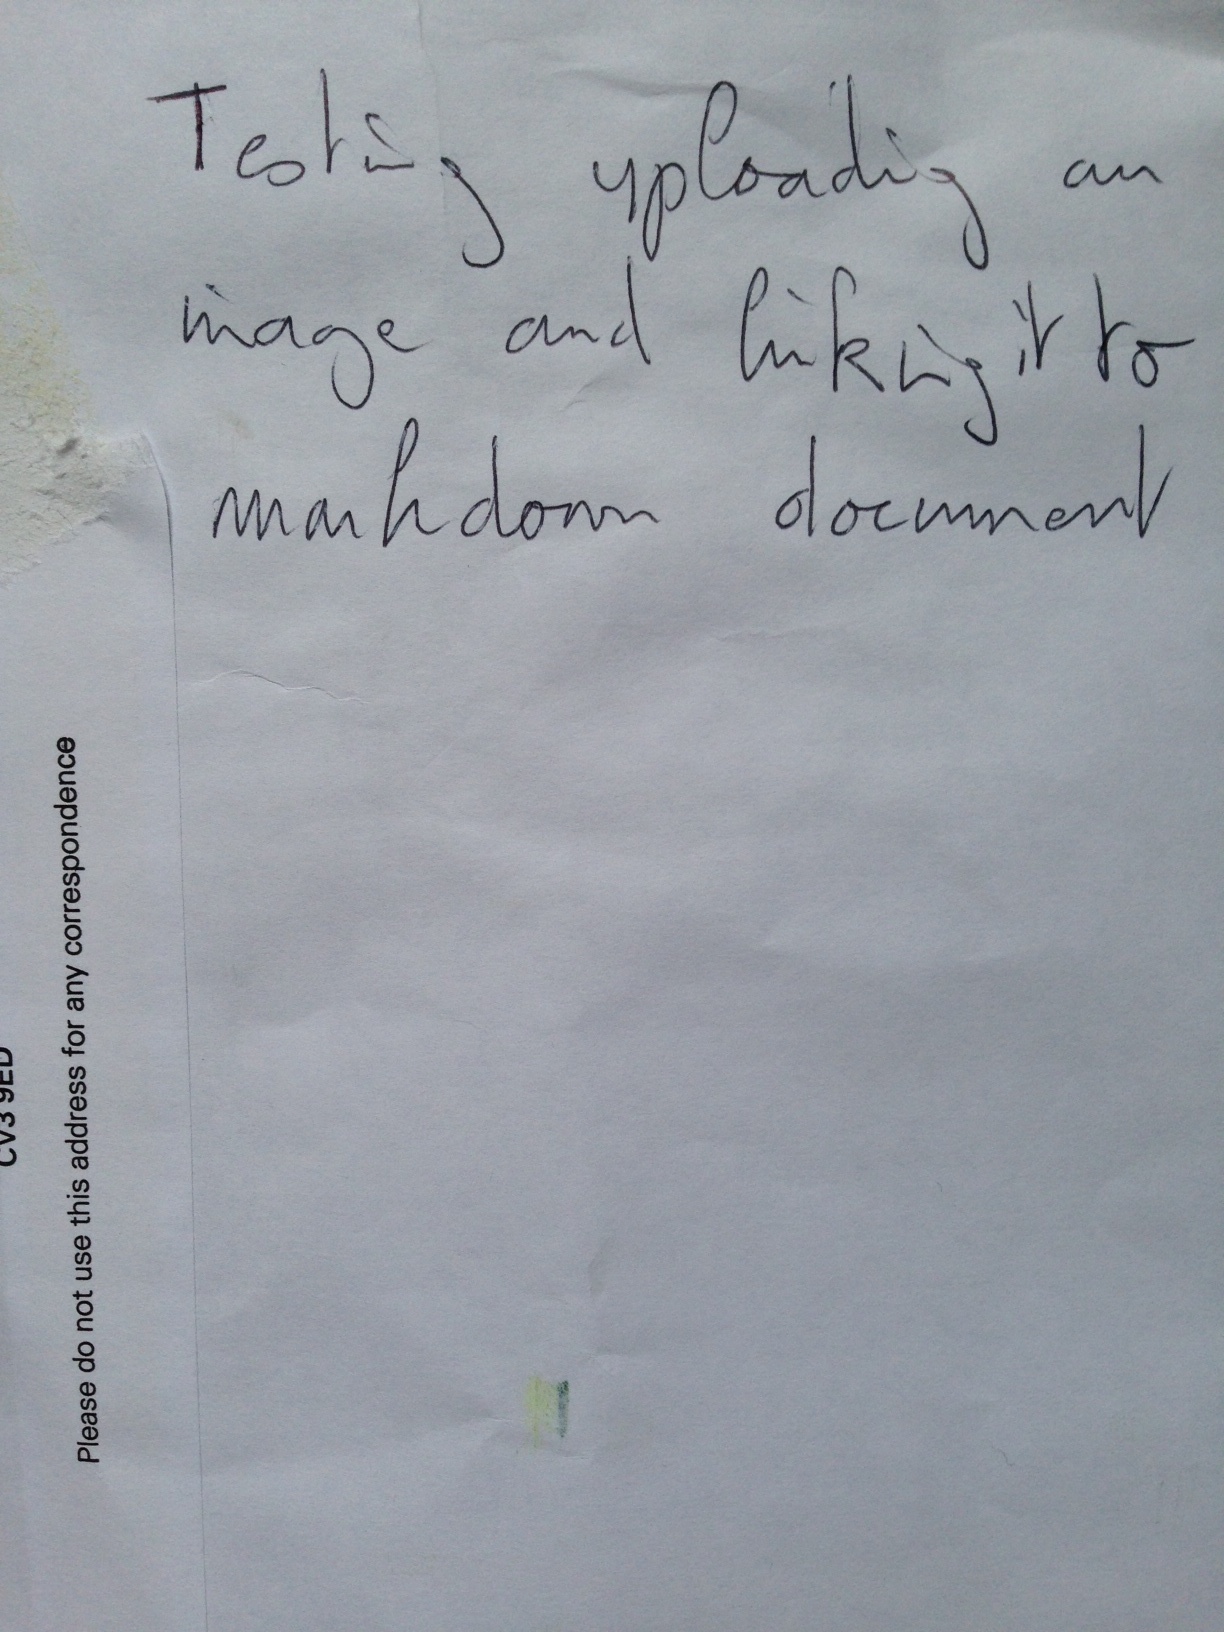 Testing uploading an
image and linking it to
markdown document
Please do not use this address for any correspondence
CV3 9ED